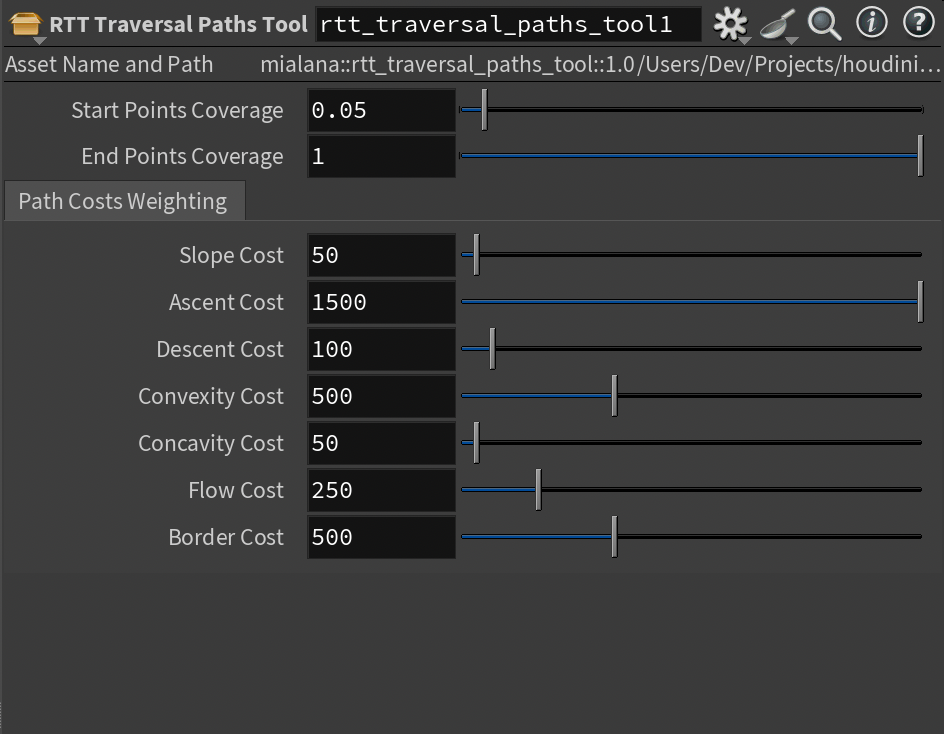 RTT Traversal Paths Tool rtt_traversal_paths_tool1
Asset Name and Path mialana::rtt_traversal_paths_tool::1.0 /Users/Dev/Projects/houdini...
Start Points Coverage 0.05
End Points Coverage 1
Path Costs Weighting
Slope Cost 50
Ascent Cost 1500
Descent Cost 100
Convexity Cost 500
Concavity Cost 50
Flow Cost 250
Border Cost 500